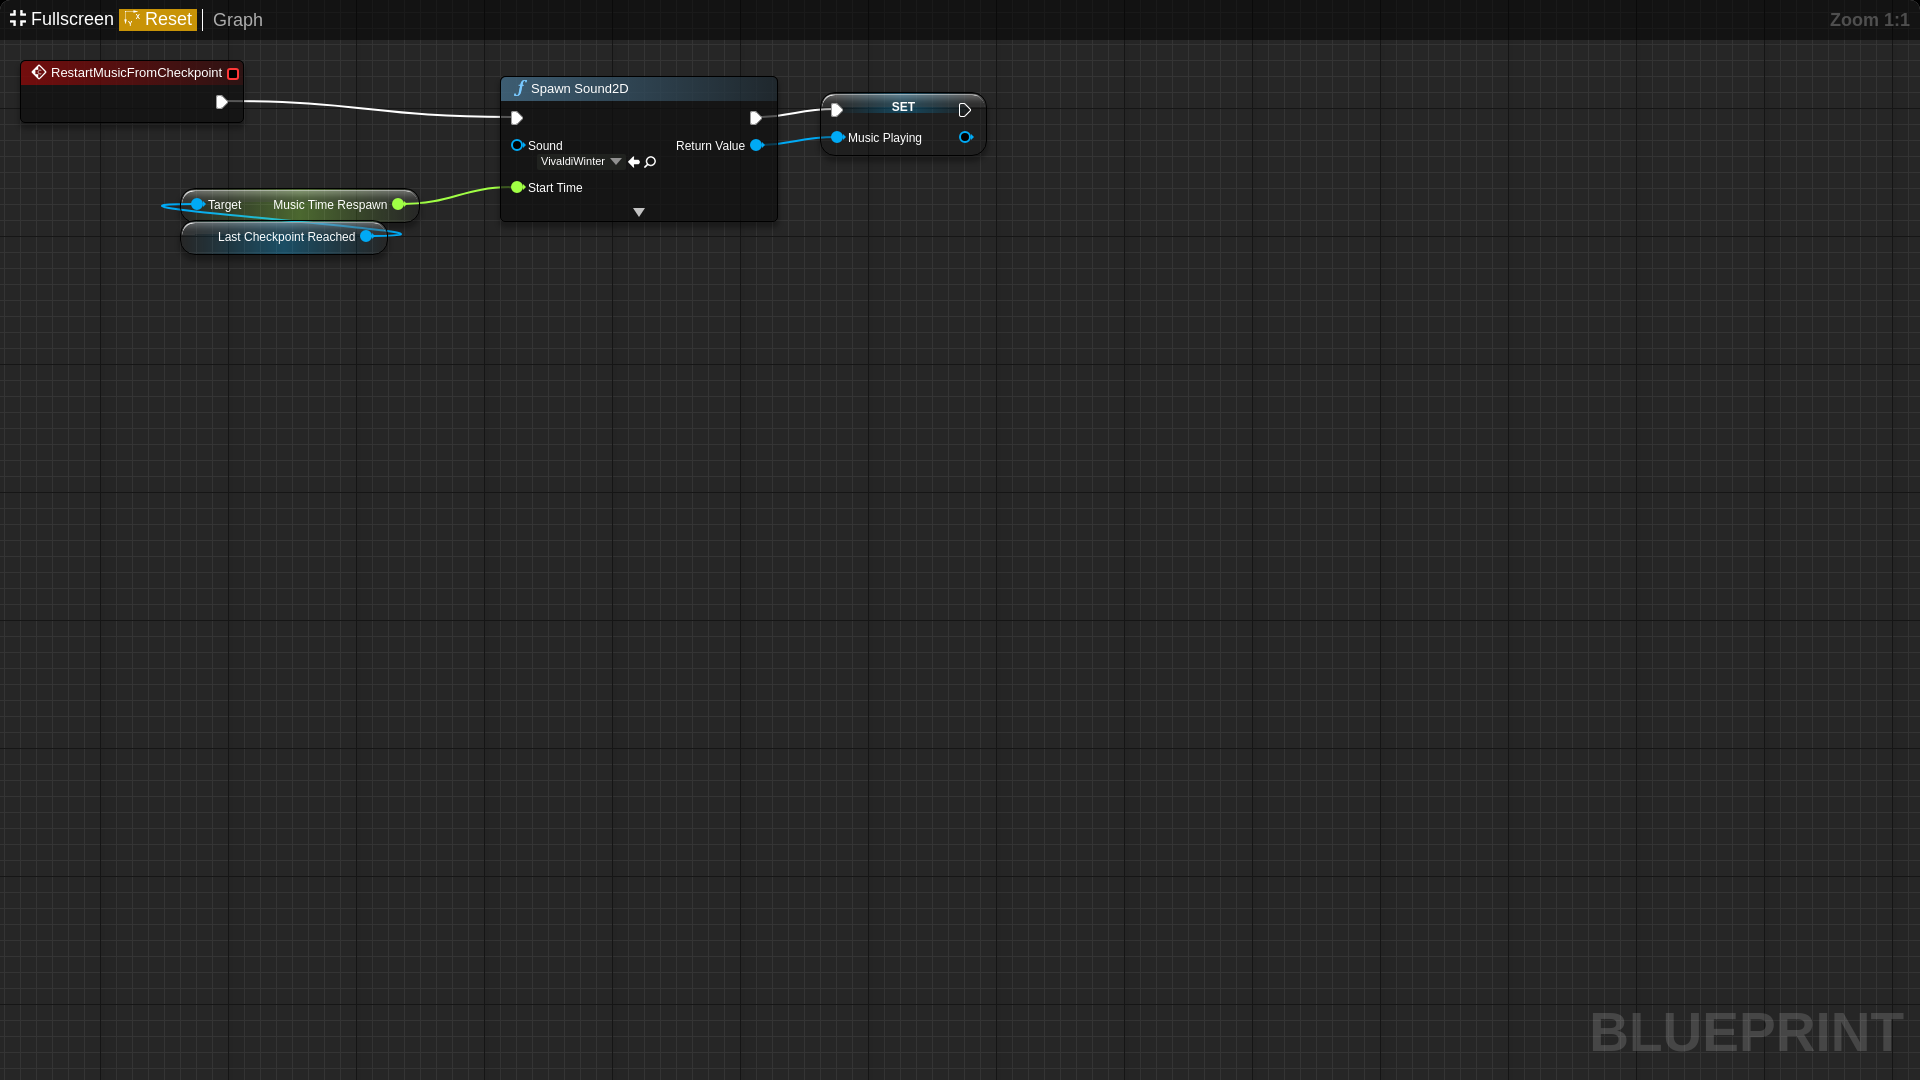 Fullscreen Reset Graph Zoom 1:1
RestartMusicFromCheckpoint
Spawn Sound2D
SET
Sound Return Value
VivaldiWinter
Music Playing
Start Time
Target Music Time Respawn
Last Checkpoint Reached
BLUEPRINT